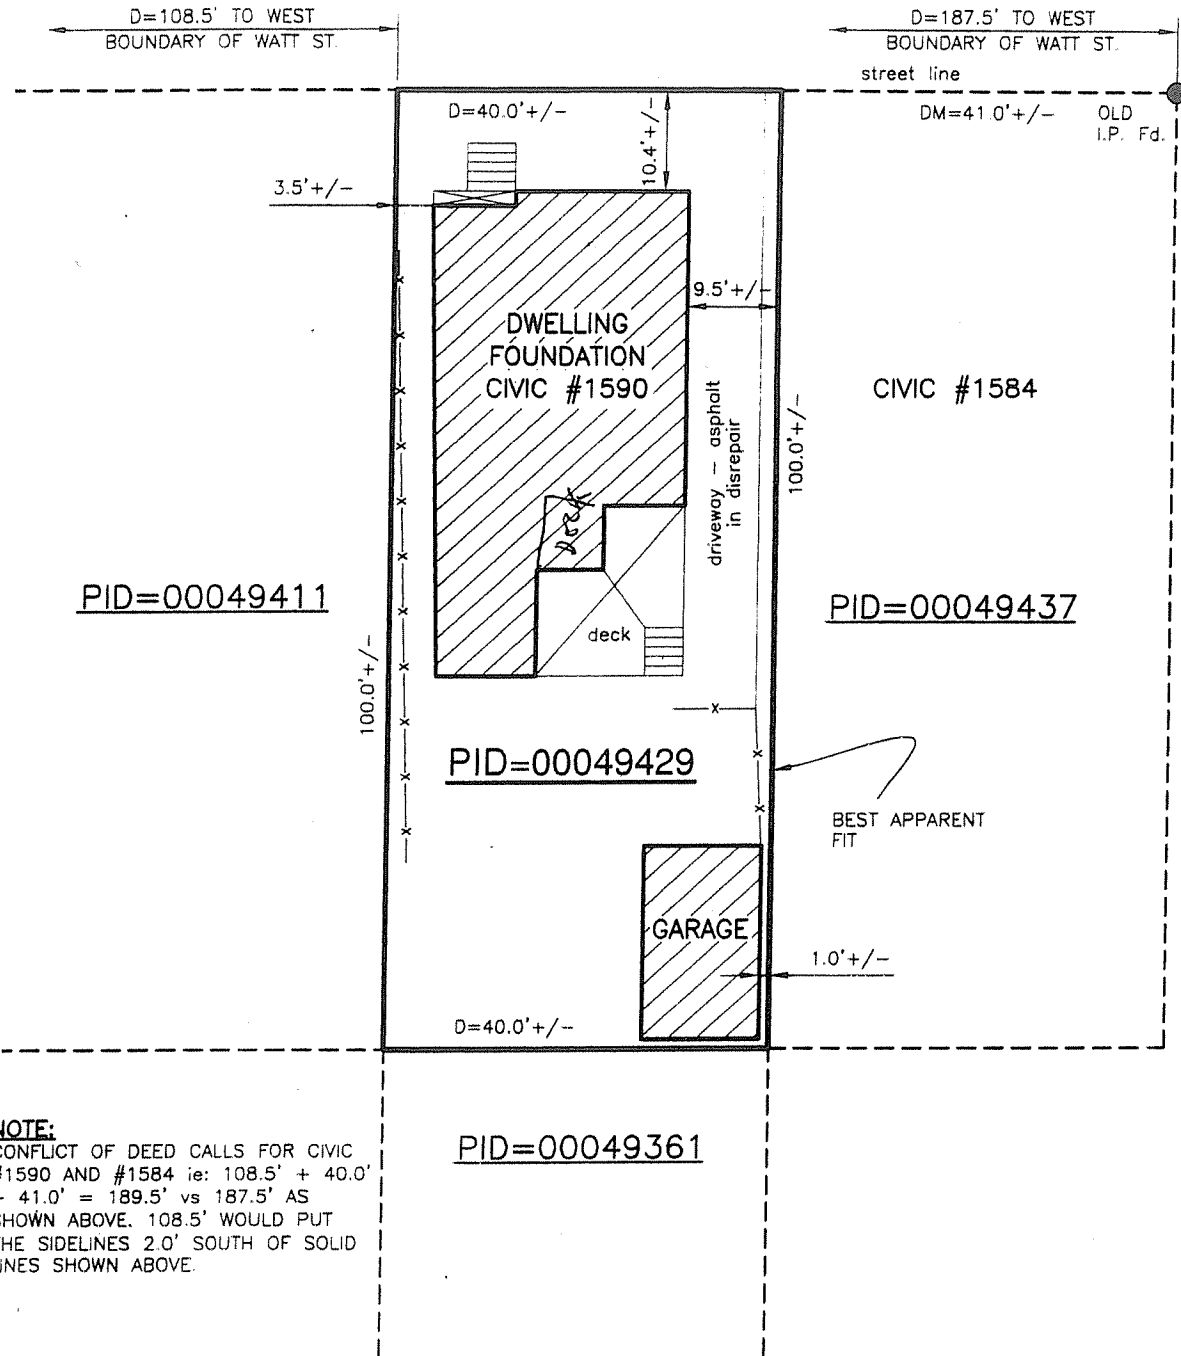 D=108.5' TO WEST
BOUNDARY OF WATT ST.
D=187.5' TO WEST
BOUNDARY OF WATT ST.
street line
D=40.0'+/-
10.4'+/-
DM=41.0'+/-
OLD
I.P. Fd.
3.5'+/-
9.5'+/-
DWELLING
FOUNDATION
CIVIC #1590
driveway - asphalt
in disrepair
100.0'+/-
CIVIC #1584
DECK
PID=00049411
PID=00049437
deck
100.0'+/-
PID=00049429
BEST APPARENT
FIT
GARAGE
1.0'+/-
D=40.0'+/-
NOTE:
CONFLICT OF DEED CALLS FOR CIVIC
#1590 AND #1584 ie: 108.5' + 40.0'
+ 41.0' = 189.5' vs 187.5' AS
SHOWN ABOVE. 108.5' WOULD PUT
THE SIDELINES 2.0' SOUTH OF SOLID
LINES SHOWN ABOVE.
PID=00049361